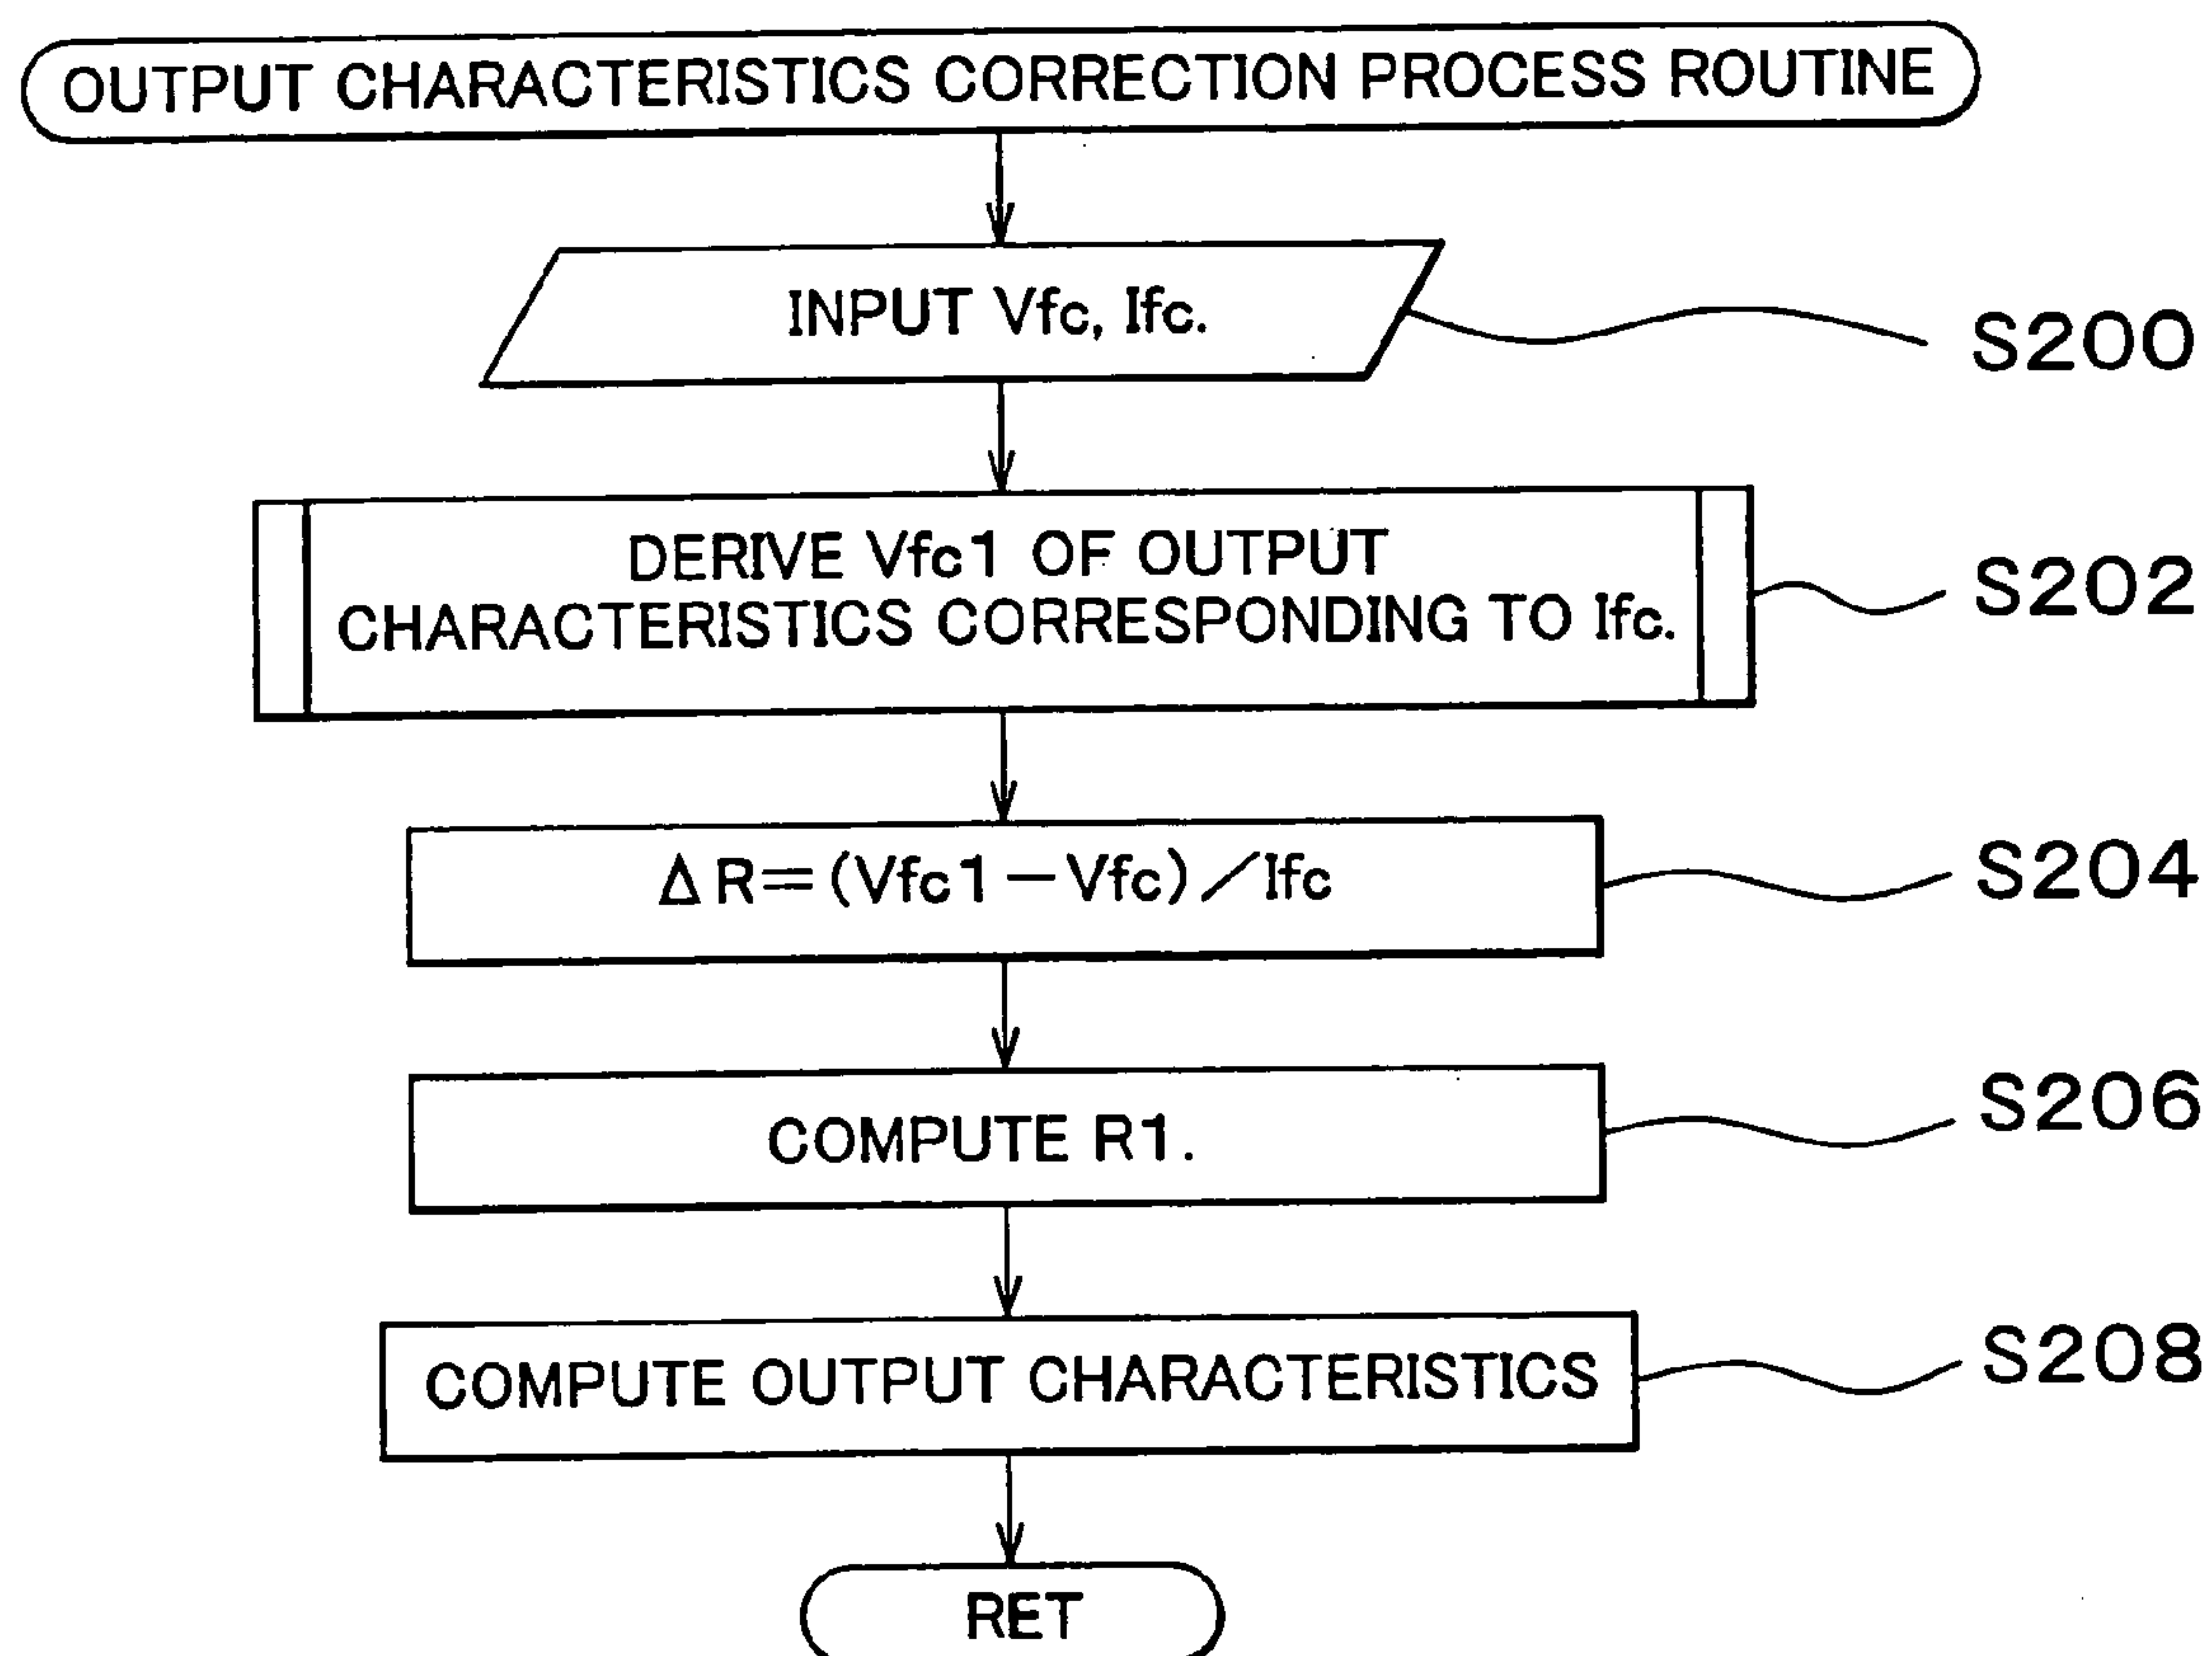 OUTPUT CHARACTERISTICS CORRECTION PROCESS ROUTINE
INPUT Vfc, Ifc.
S200
DERIVE Vfc1 OF OUTPUT
CHARACTERISTICS CORRESPONDING TO Ifc.
S202
ΔR=(Vfc1−Vfc)/Ifc
S204
COMPUTE R1.
S206
COMPUTE OUTPUT CHARACTERISTICS
S208
RET